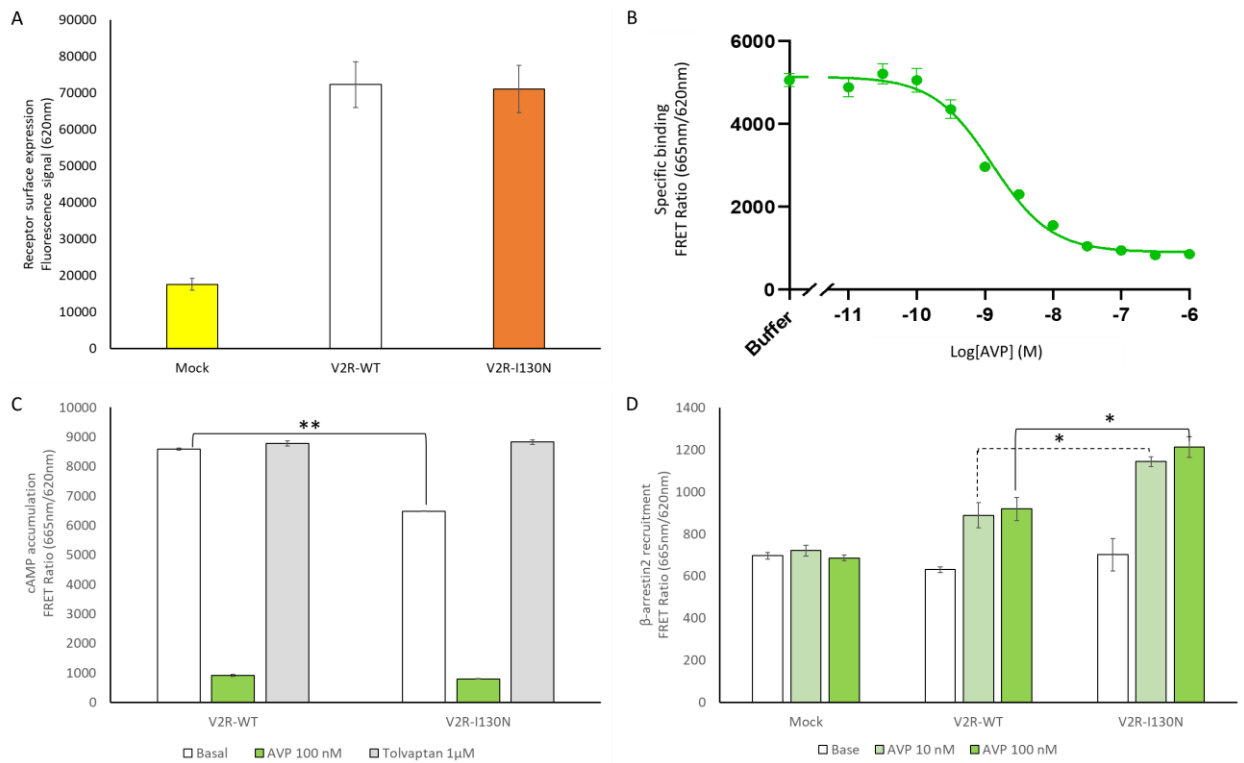 A
Receptor surface expression
Fluorescence signal (620nm)
90000
80000
70000
60000
50000
40000
30000
20000
10000
0
Mock
V2R-WT
V2R-I130N
B
Specific binding
FRET Ratio (665nm/620nm)
6000
4000
2000
0
Buffer
-11
-10
-9
-8
-7
-6
Log[AVP] (M)
C
cAMP accumulation
FRET Ratio (665nm/620nm)
10000
9000
8000
7000
6000
5000
4000
3000
2000
1000
0
**
V2R-WT
V2R-I130N
Basal
AVP 100 nM
Tolvaptan 1µM
D
β-arrestin2 recruitment
FRET Ratio (665nm/620nm)
1400
1200
1000
800
600
400
200
0
*
*
Mock
V2R-WT
V2R-I130N
Base
AVP 10 nM
AVP 100 nM